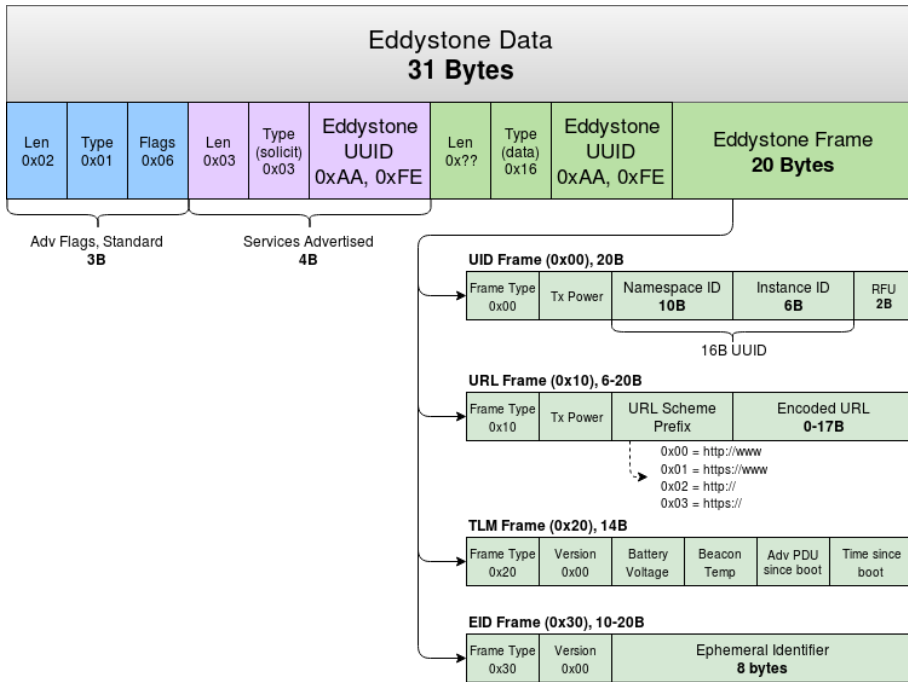 Eddystone Data
31 Bytes
Len
0x02
Type
0x01
Flags
0x06
Len
0x03
Type
(solicit)
0x03
Eddystone
UUID
0xAA, 0xFE
Len
0x??
Type
(data)
0x16
Eddystone
UUID
0xAA, 0xFE
Eddystone Frame
20 Bytes
Adv Flags, Standard
3B
Services Advertised
4B
UID Frame (0x00), 20B
Frame Type
0x00
Tx Power
Namespace ID
10B
Instance ID
6B
RFU
2B
16B UUID
URL Frame (0x10), 6-20B
Frame Type
0x10
Tx Power
URL Scheme
Prefix
Encoded URL
0-17B
0x00 = http://www
0x01 = https://www
0x02 = http://
0x03 = https://
TLM Frame (0x20), 14B
Frame Type
0x20
Version
0x00
Battery
Voltage
Beacon
Temp
Adv PDU
since boot
Time since
boot
EID Frame (0x30), 10-20B
Frame Type
0x30
Version
0x00
Ephemeral Identifier
8 bytes